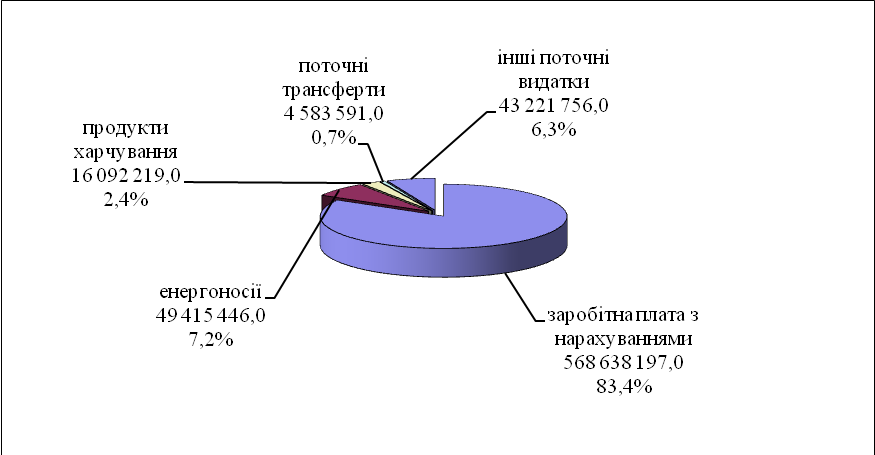 інші поточні
видатки
43 221 756,0
6,3%
поточні
трансферти
4 583 591,0
0,7%
продукти
харчування
16 092 219,0
2,4%
енергоносії
49 415 446,0
7,2%
заробітна плата з
нарахуваннями
568 638 197,0
83,4%